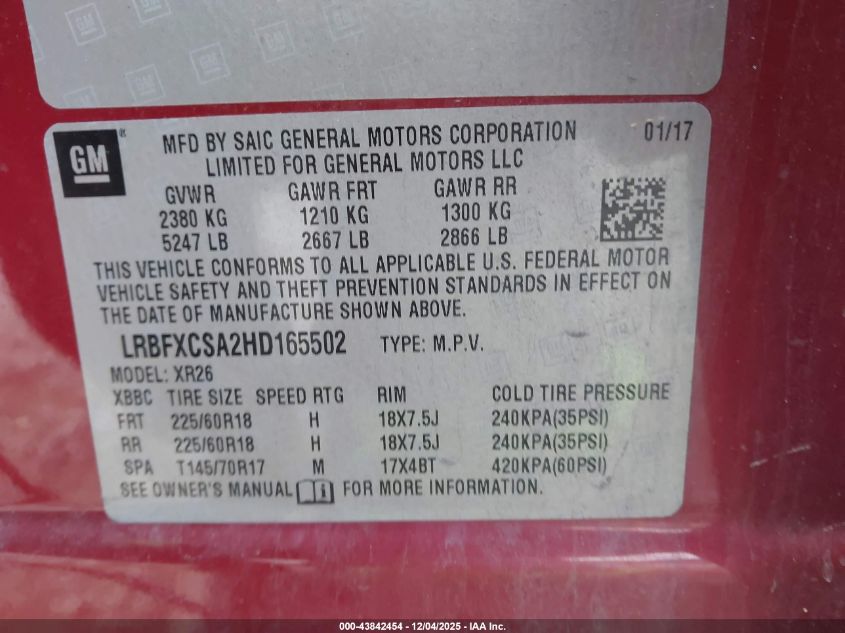 GM
MFD BY SAIC GENERAL MOTORS CORPORATION 01/17
LIMITED FOR GENERAL MOTORS LLC
GVWR GAWR FRT GAWR RR
2380 KG 1210 KG 1300 KG
5247 LB 2667 LB 2866 LB
THIS VEHICLE CONFORMS TO ALL APPLICABLE U.S. FEDERAL MOTOR
VEHICLE SAFETY AND THEFT PREVENTION STANDARDS IN EFFECT ON
THE DATE OF MANUFACTURE SHOWN ABOVE.
LRBFXCSA2HD165502 TYPE: M.P.V.
MODEL: XR26
XBBC TIRE SIZE SPEED RTG RIM COLD TIRE PRESSURE
FRT 225/60R18 H 18X7.5J 240KPA(35PSI)
RR 225/60R18 H 18X7.5J 240KPA(35PSI)
SPA T145/70R17 M 17X4BT 420KPA(60PSI)
SEE OWNER'S MANUAL FOR MORE INFORMATION.
000-43842454 - 12/04/2025 - IAA Inc.